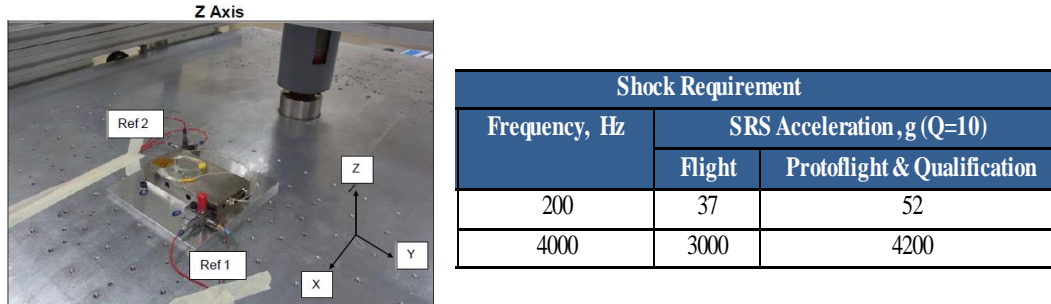 Z Axis
Ref 2
Z
Y
X
Ref 1
Shock Requirement
Frequency, Hz
SRS Acceleration, g (Q=10)
Flight
Protoflight & Qualification
200 37 52
4000 3000 4200